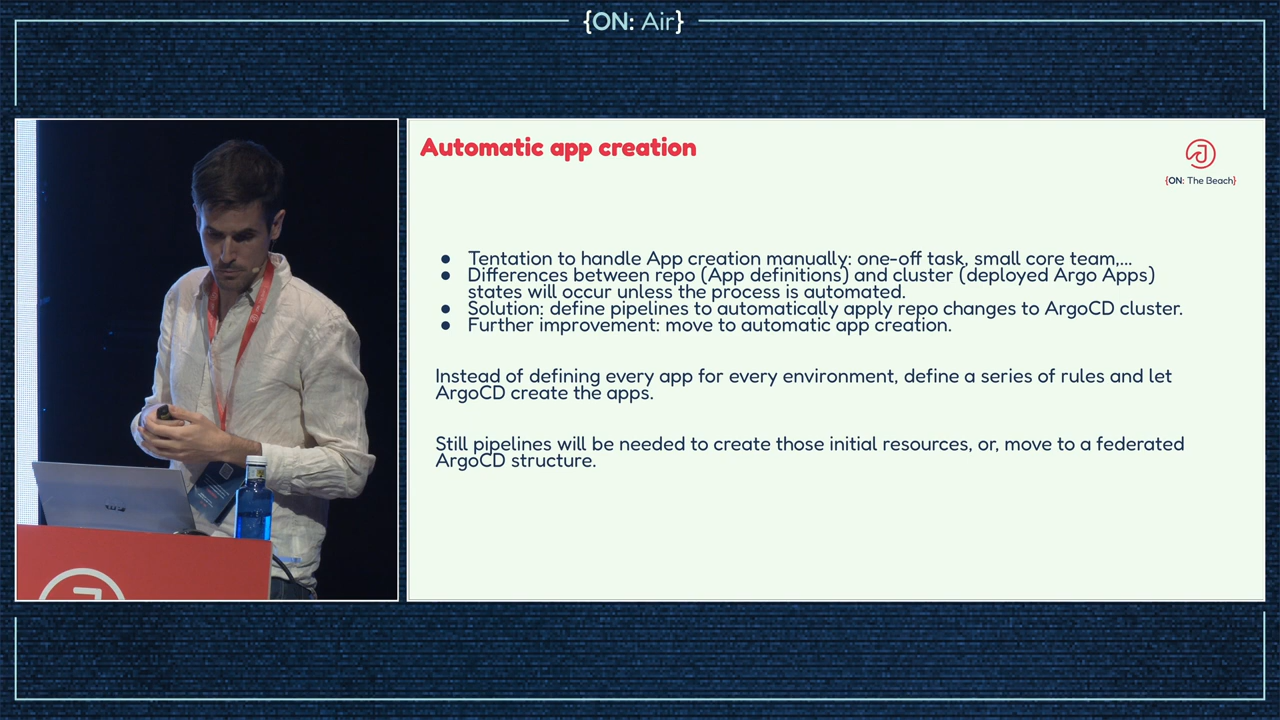 {ON: Air}
Automatic app creation
{ON: The Beach}
● Tentation to handle App creation manually: one-off task, small core team,...
● Differences between repo (App definitions) and cluster (deployed Argo Apps)
states will occur unless the process is automated.
● Solution: define pipelines to automatically apply repo changes to ArgoCD cluster.
● Further improvement: move to automatic app creation.
Instead of defining every app for every environment, define a series of rules and let
ArgoCD create the apps.
Still pipelines will be needed to create those initial resources, or, move to a federated
ArgoCD structure.